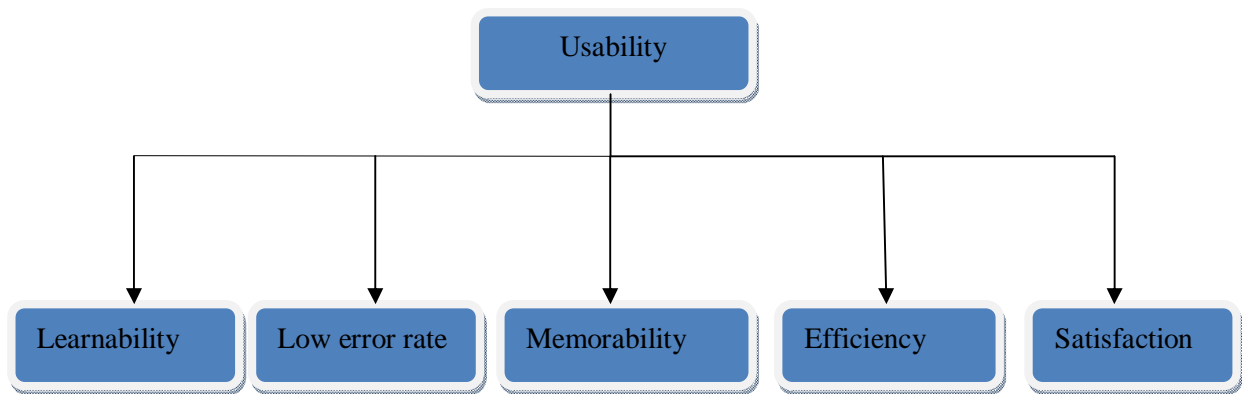 Usability
Learnability
Low error rate
Memorability
Efficiency
Satisfaction